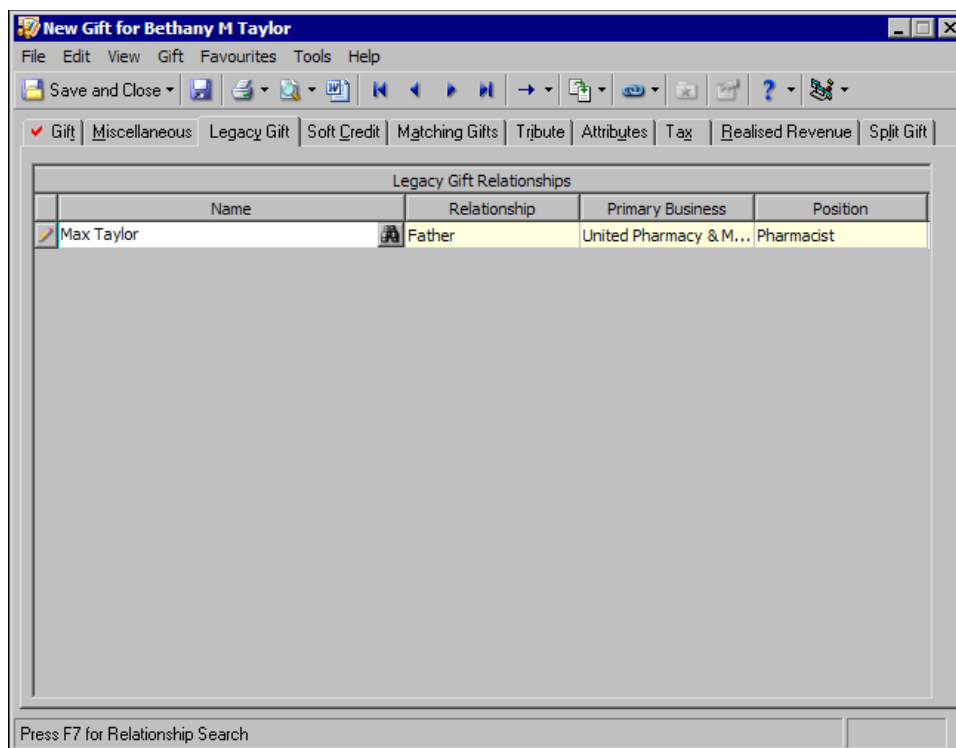 New Gift for Bethany M Taylor
File Edit View Gift Favourites Tools Help
Save and Close
Gift Miscellaneous Legacy Gift Soft Credit Matching Gifts Tribute Attributes Tax Realised Revenue Split Gift
Legacy Gift Relationships
Name Relationship Primary Business Position
Max Taylor Father United Pharmacy & M... Pharmacist
Press F7 for Relationship Search